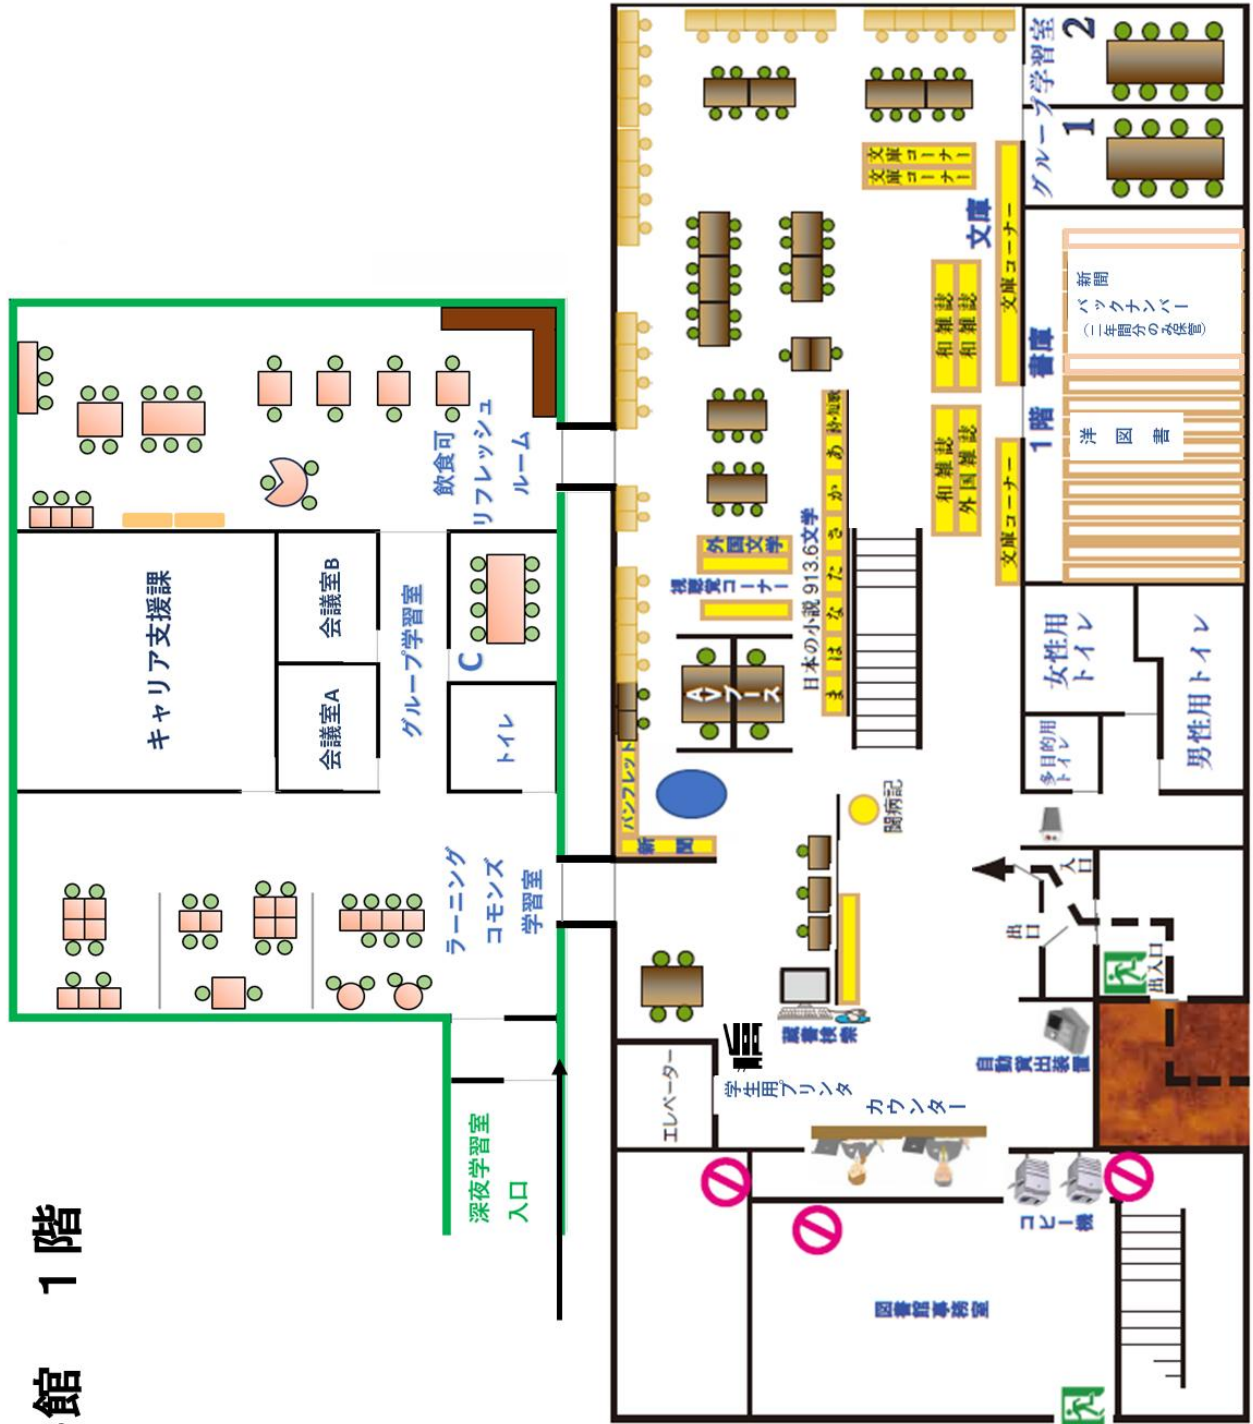 館　１階
キャリア支援課
会議室A
会議室B
グループ学習室
C
トイレ
飲食可
リフレッシュ
ルーム
ラーニング
コモンズ
学習室
深夜学習室
入口
エレベーター
学生用プリンタ
カウンター
蔵書検索
自動貸出装置
コピー機
図書館事務室
出入口
出口
入口
新聞
パンフレット
闘病記
AVブース
視聴覚コーナー
外国文学
日本の小説 913.6文学
ま は な た さ か あ 詩・短歌
和雑誌
外国雑誌
和雑誌
和雑誌
文庫コーナー
文庫コーナー
文庫コーナー
文庫コーナー
文庫
１階 書庫
洋図書
新聞
バックナンバー
（二年間分のみ保管）
グループ学習室
1
2
女性用
トイレ
男性用トイレ
多目的用
トイレ